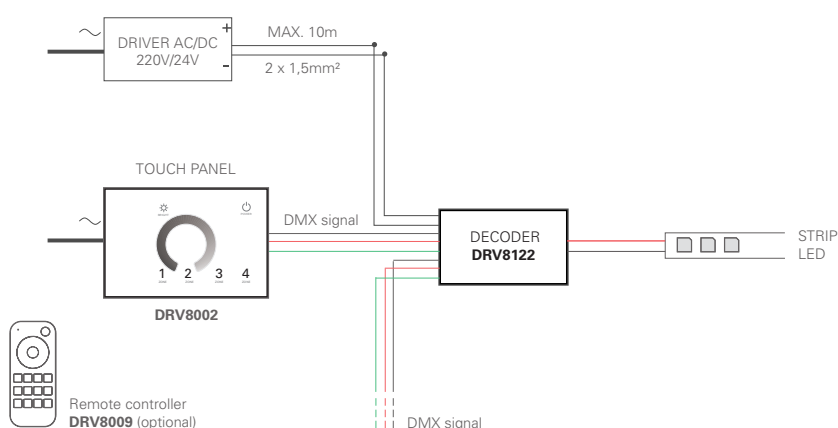 DRIVER AC/DC
220V/24V
+
-
MAX. 10m
2 x 1,5mm²
TOUCH PANEL
1 2 3 4
DRV8002
DMX signal
DECODER
DRV8122
STRIP
LED
Remote controller
DRV8009 (optional)
DMX signal